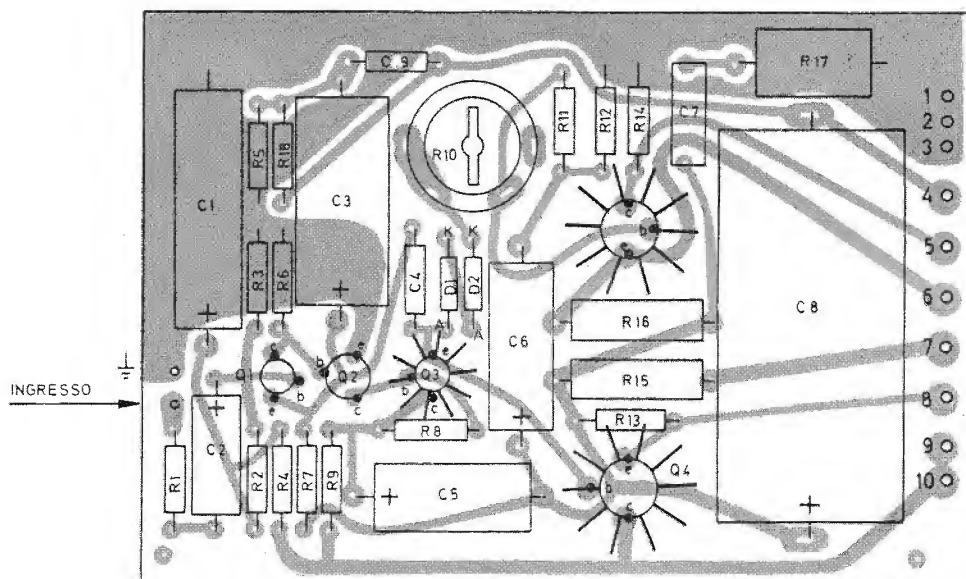 C9
R17
R5
R18
R10
R11
R12
R14
C7
1
2
3
4
5
6
7
8
9
10
C1
C3
c
b
e
R3
R6
C4
K
D1
K
D2
A
A
C6
R16
C8
R15
c
Q
b
e
e
b
Q2
c
e
Q3
b
c
INGRESSO
R8
R13
R1
C2
R2
R4
R7
R9
C5
e
b
c
Q4